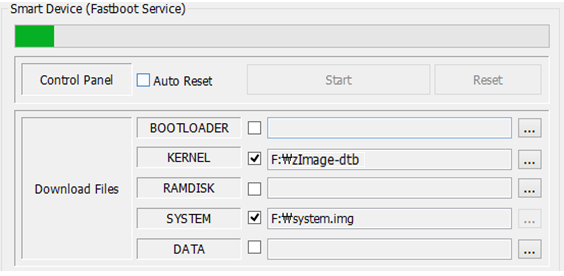 Smart Device (Fastboot Service)
Control Panel Auto Reset Start Reset
BOOTLOADER ...
KERNEL F:₩zImage-dtb ...
Download Files RAMDISK ...
SYSTEM F:₩system.img ...
DATA ...